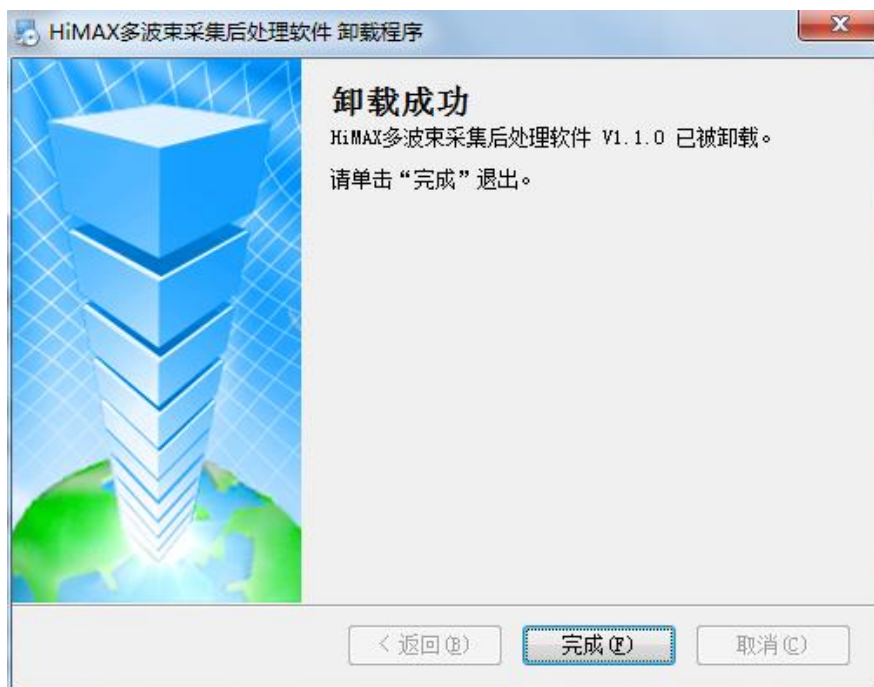 HiMAX多波束采集后处理软件 卸载程序
卸载成功
HiMAX多波束采集后处理软件 V1.1.0 已被卸载。
请单击“完成”退出。
< 返回(B)
完成(F)
取消(C)